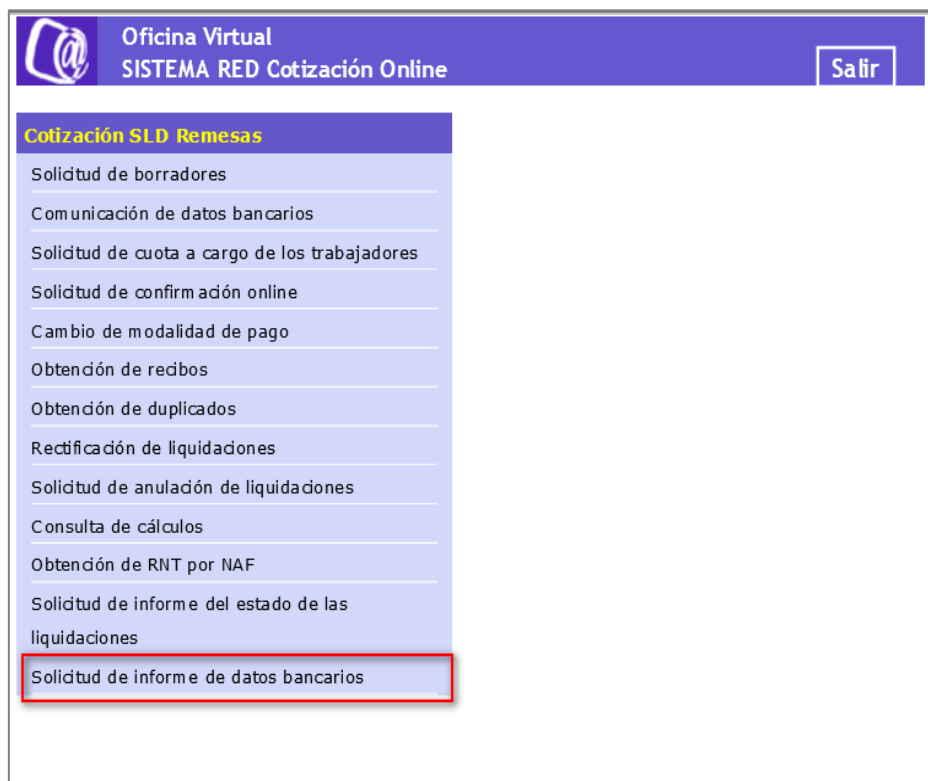 Oficina Virtual
SISTEMA RED Cotización Online
Salir
Cotización SLD Remesas
Solicitud de borradores
Comunicación de datos bancarios
Solicitud de cuota a cargo de los trabajadores
Solicitud de confirmación online
Cambio de modalidad de pago
Obtención de recibos
Obtención de duplicados
Rectificación de liquidaciones
Solicitud de anulación de liquidaciones
Consulta de cálculos
Obtención de RNT por NAF
Solicitud de informe del estado de las
liquidaciones
Solicitud de informe de datos bancarios